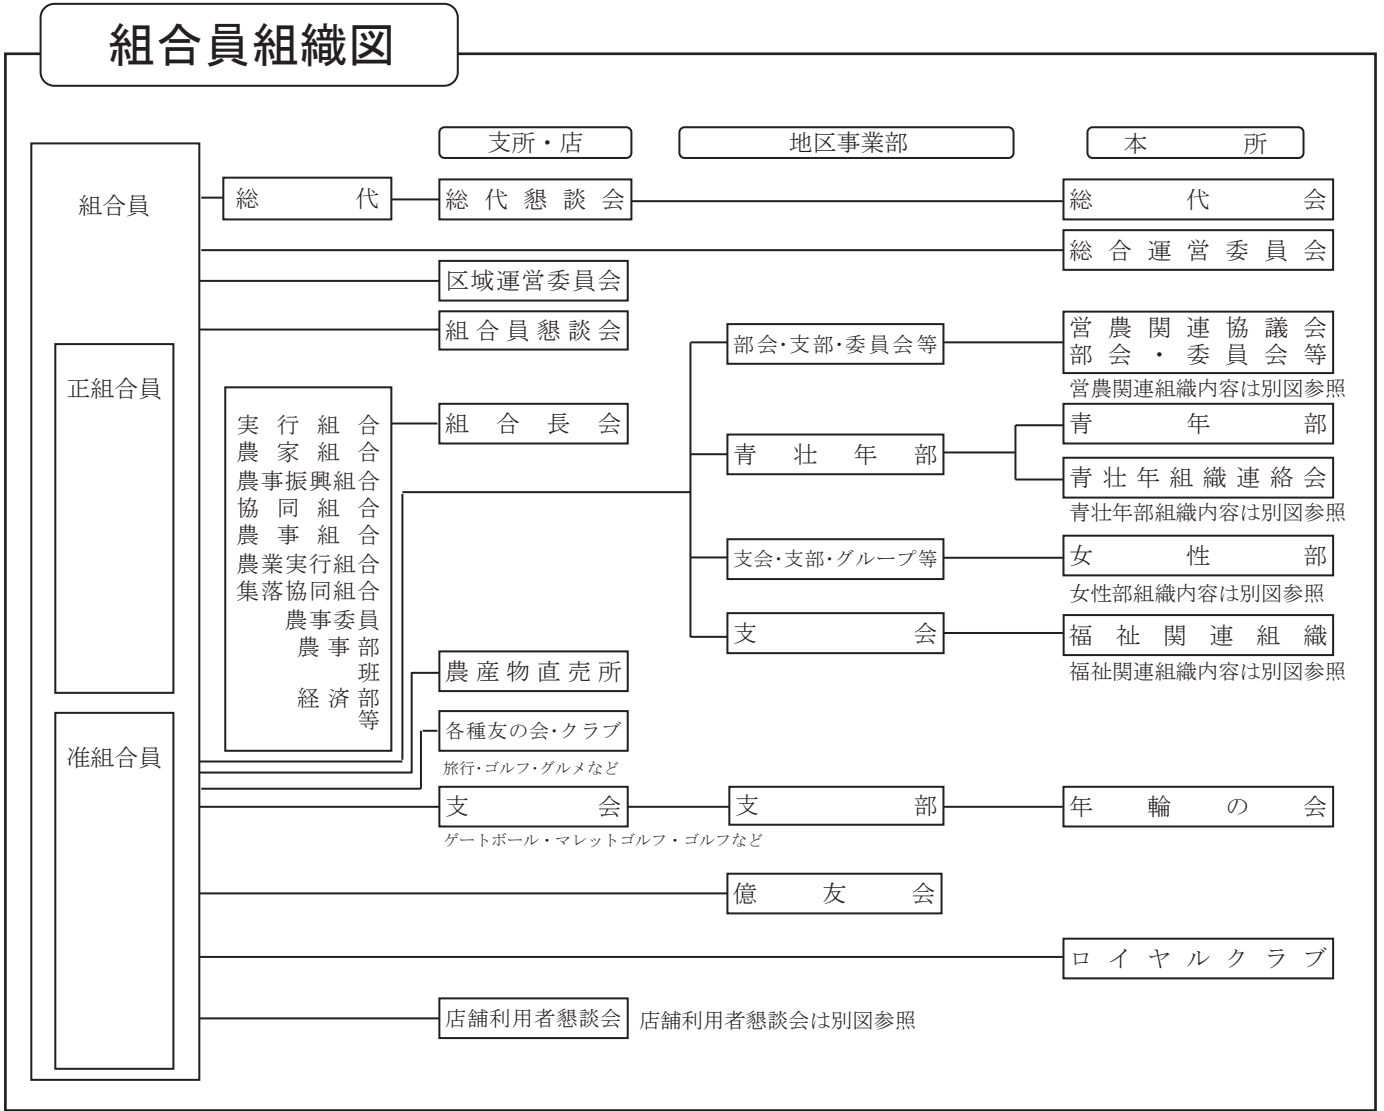 組合員組織図
支所・店
地区事業部
本所
組合員
総代
総代懇談会
総代会
総合運営委員会
区域運営委員会
組合員懇談会
正組合員
実行組合
農家組合
農事振興組合
協同組合
農事組合
農業実行組合
集落協同組合
農事委員
農事部
班
経済部
等
組合長会
部会・支部・委員会等
営農関連協議会
部会・委員会等
営農関連組織内容は別図参照
青壮年部
青年部
青壮年組織連絡会
青壮年部組織内容は別図参照
支会・支部・グループ等
女性部
女性部組織内容は別図参照
支会
福祉関連組織
福祉関連組織内容は別図参照
農産物直売所
准組合員
各種友の会・クラブ
旅行・ゴルフ・グルメなど
支会
支部
年輪の会
ゲートボール・マレットゴルフ・ゴルフなど
億友会
ロイヤルクラブ
店舗利用者懇談会
店舗利用者懇談会は別図参照